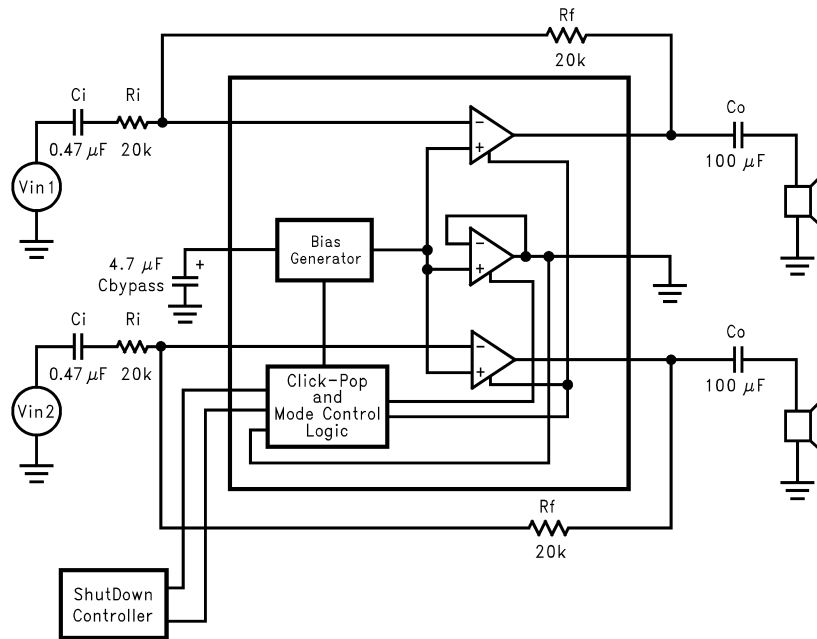 Rf
20k
Ci
Ri
0.47 μF
20k
Vin1
−
+
Co
100 μF
Bias
Generator
4.7 μF
+
Cbypass
−
+
Ci
Ri
0.47 μF
20k
Vin2
−
+
Co
100 μF
Click-Pop
and
Mode Control
Logic
Rf
20k
ShutDown
Controller